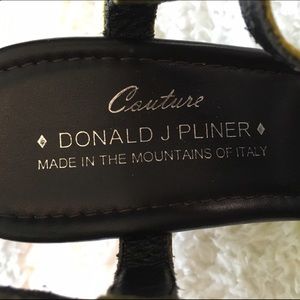 Couture
DONALD J PLINER
MADE IN THE MOUNTAINS OF ITALY